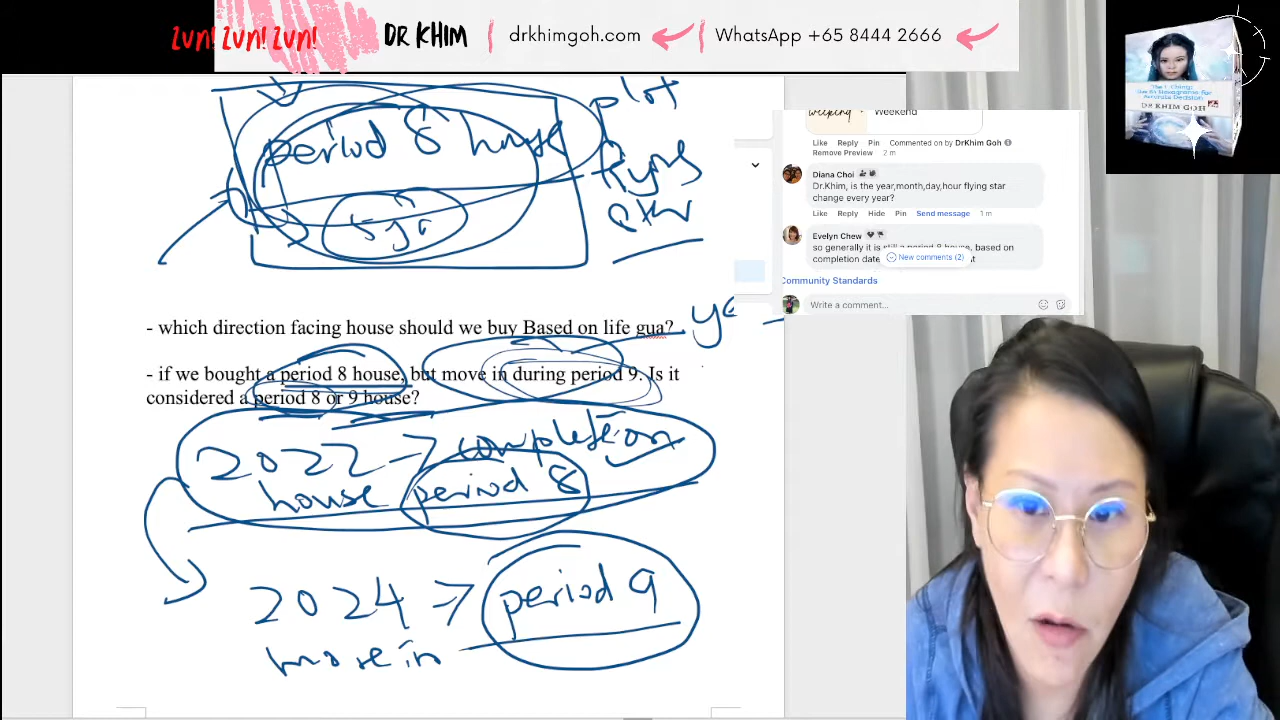 ZUN! ZUN! ZUN!
DR KHIM
drkhimgoh.com
WhatsApp +65 8444 2666
DR KHIM GOH
plot
period 8 house
Weekend
Like Reply Pin Commented on by DrKhim Goh
Remove Preview 2 m
Diana Choi
Dr.Khim, is the year,month,day,hour flying star
change every year?
Like Reply Hide Pin Send message 1 m
Evelyn Chew
so generally it is still a period 8 house, based on
completion date
New comments (2)
Community Standards
Write a comment...
- which direction facing house should we buy Based on life gua?
- if we bought a period 8 house, but move in during period 9. Is it
considered a period 8 or 9 house?
2022 → completion
house period 8
2024 → period 9
move in